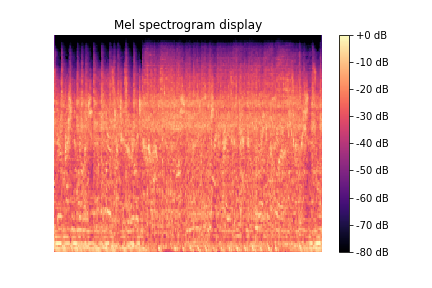 Mel spectrogram display
+0 dB
-10 dB
-20 dB
-30 dB
-40 dB
-50 dB
-60 dB
-70 dB
-80 dB